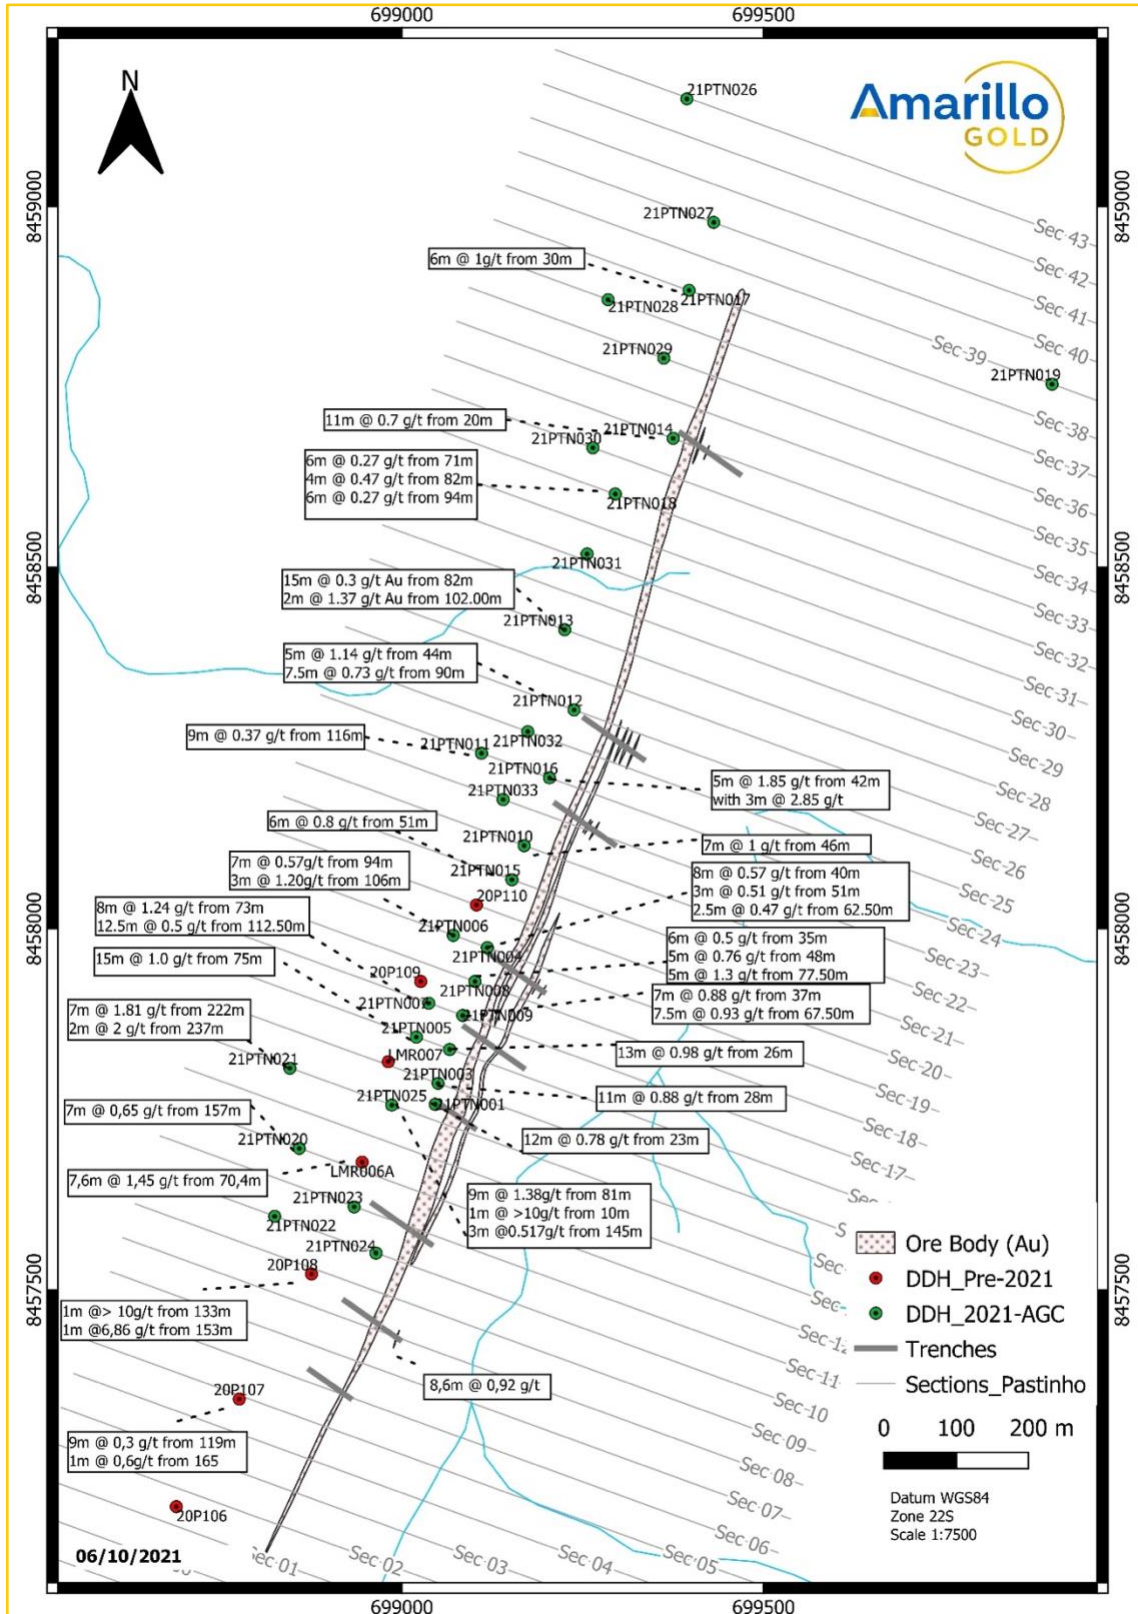 699000
699500
N
Amarillo
GOLD
21PTN026
8459000
8459000
21PTN027
Sec 43
6m @ 1g/t from 30m
Sec 42
21PTN017
21PTN028
Sec 41
21PTN029
Sec 39
Sec 40
21PTN019
Sec 38
11m @ 0.7 g/t from 20m
21PTN014
21PTN030
Sec 37
6m @ 0.27 g/t from 71m
4m @ 0.47 g/t from 82m
6m @ 0.27 g/t from 94m
21PTN018
Sec 36
Sec 35
8458500
8458500
21PTN031
Sec 34
15m @ 0.3 g/t Au from 82m
2m @ 1.37 g/t Au from 102.00m
21PTN013
Sec 33
Sec 32
5m @ 1.14 g/t from 44m
7.5m @ 0.73 g/t from 90m
Sec 31
21PTN012
Sec 30
9m @ 0.37 g/t from 116m
21PTN011
21PTN032
Sec 29
21PTN016
5m @ 1.85 g/t from 42m
with 3m @ 2.85 g/t
Sec 28
21PTN033
6m @ 0.8 g/t from 51m
Sec 27
21PTN010
7m @ 1 g/t from 46m
Sec 26
7m @ 0.57g/t from 94m
3m @ 1.20g/t from 106m
21PTN015
8m @ 0.57 g/t from 40m
3m @ 0.51 g/t from 51m
2.5m @ 0.47 g/t from 62.50m
Sec 25
20P110
8m @ 1.24 g/t from 73m
12.5m @ 0.5 g/t from 112.50m
21PTN006
Sec 24
8458000
8458000
21PTN004
6m @ 0.5 g/t from 35m
5m @ 0.76 g/t from 48m
5m @ 1.3 g/t from 77.50m
15m @ 1.0 g/t from 75m
20P109
Sec 23
21PTN008
7m @ 0.88 g/t from 37m
7.5m @ 0.93 g/t from 67.50m
Sec 22
21PTN007
21PTN009
7m @ 1.81 g/t from 222m
2m @ 2 g/t from 237m
21PTN005
Sec 21
21PTN021
LMR007
13m @ 0.98 g/t from 26m
Sec 20
21PTN003
21PTN025
21PTN001
11m @ 0.88 g/t from 28m
Sec 19
7m @ 0,65 g/t from 157m
Sec 18
21PTN020
12m @ 0.78 g/t from 23m
Sec 17
LMR006A
7,6m @ 1,45 g/t from 70,4m
21PTN023
9m @ 1.38g/t from 81m
1m @ >10g/t from 10m
3m @0.517g/t from 145m
21PTN022
21PTN024
Ore Body (Au)
20P108
DDH_Pre-2021
8457500
8457500
1m @> 10g/t from 133m
1m @6,86 g/t from 153m
DDH_2021-AGC
Trenches
8,6m @ 0,92 g/t
Sec 11
Sections_Pastinho
20P107
Sec 10
0 100 200 m
9m @ 0,3 g/t from 119m
1m @ 0,6g/t from 165
Sec 09
Sec 08
20P106
Sec 07
Datum WGS84
Zone 22S
Scale 1:7500
Sec 06
06/10/2021
Sec 02
Sec 03
Sec 04
Sec 05
699000
699500